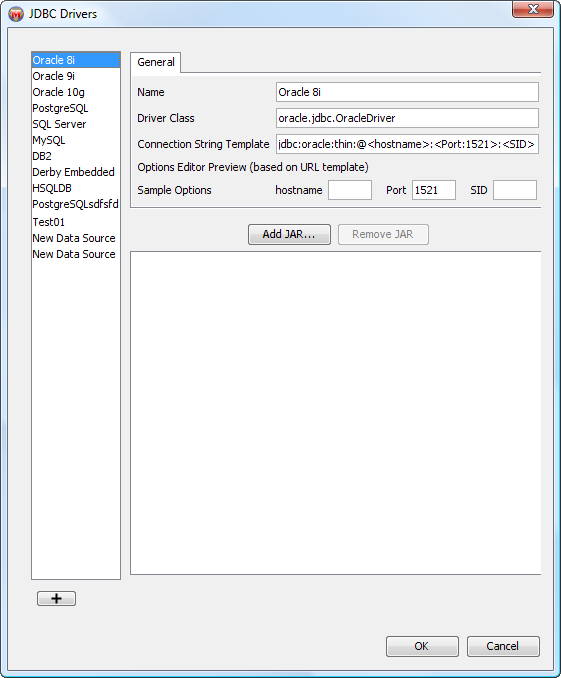 JDBC Drivers
Oracle 8i
Oracle 9i
Oracle 10g
PostgreSQL
SQL Server
MySQL
DB2
Derby Embedded
HSQLDB
PostgreSQLsdfsfd
Test01
New Data Source
New Data Source
General
Name Oracle 8i
Driver Class oracle.jdbc.OracleDriver
Connection String Template jdbc:oracle:thin:@<hostname>:<Port:1521>:<SID>
Options Editor Preview (based on URL template)
Sample Options hostname Port 1521 SID
Add JAR... Remove JAR
+
OK Cancel